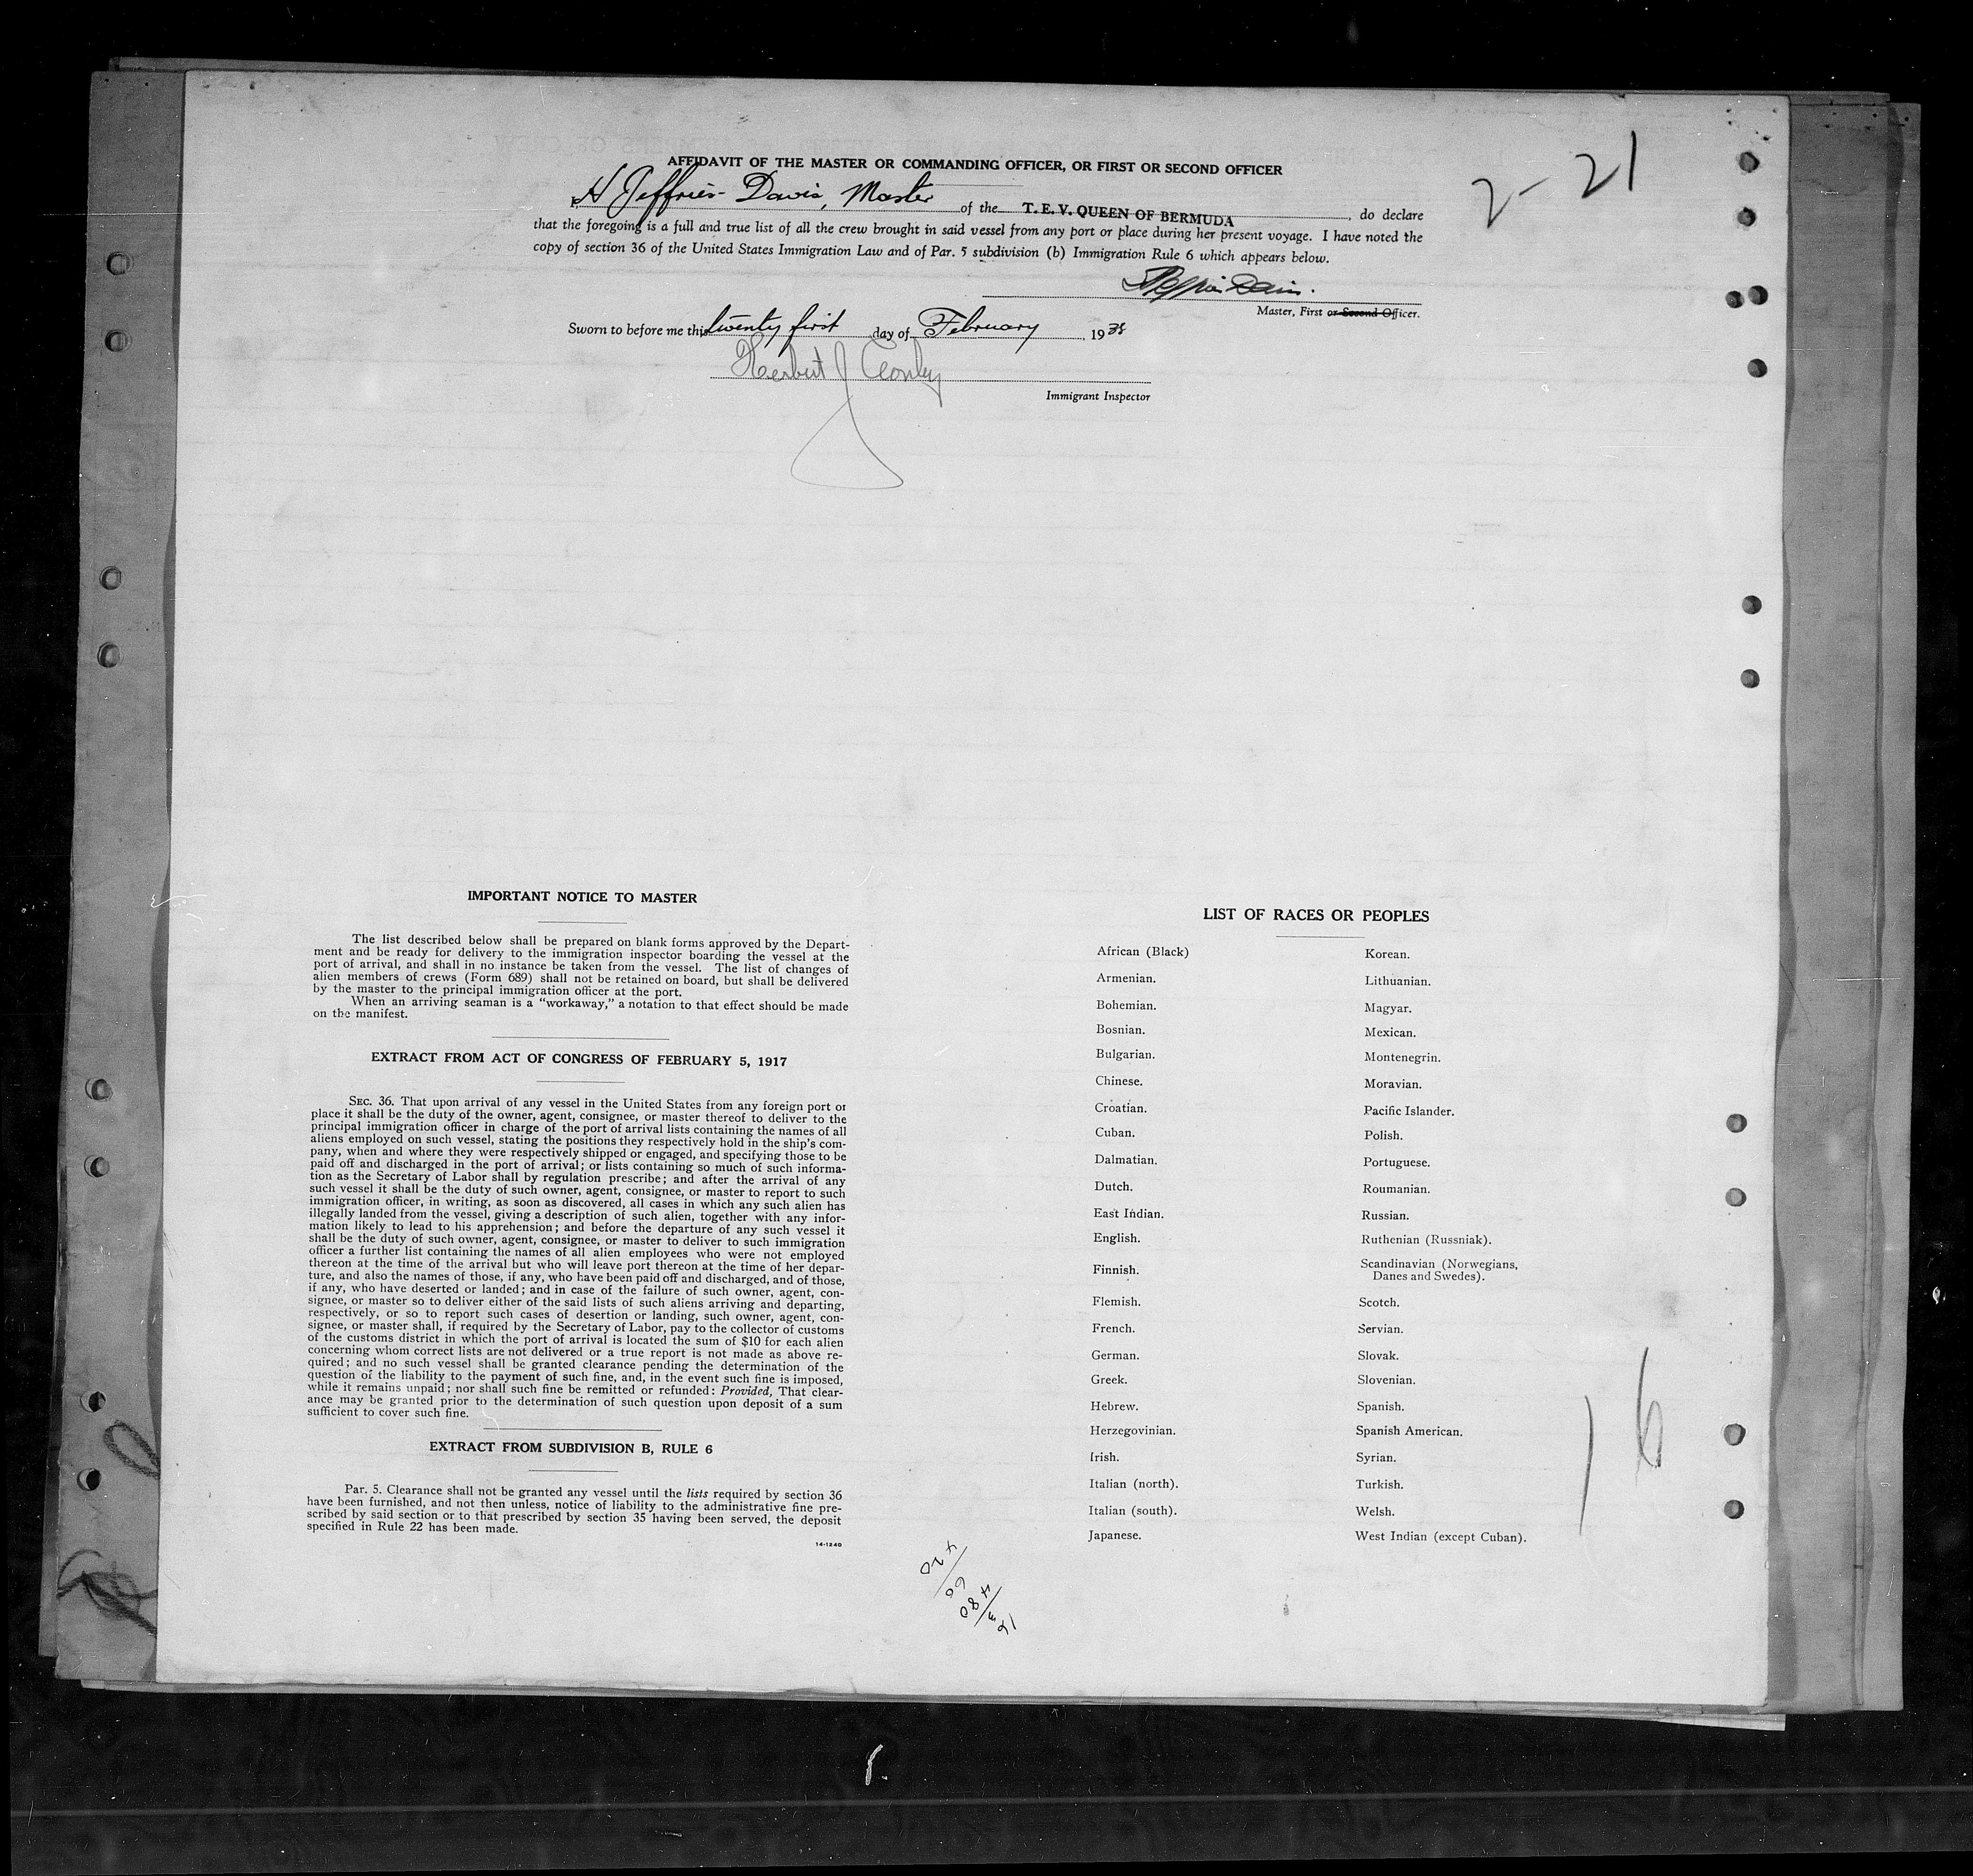 2-21
AFFIDAVIT OF THE MASTER OR COMMANDING OFFICER, OR FIRST OR SECOND OFFICER
I, H Jeffries-Davis, Master of the T. E. V. QUEEN OF BERMUDA, do declare
that the foregoing is a full and true list of all the crew brought in said vessel from any port or place during her present voyage. I have noted the
copy of section 36 of the United States Immigration Law and of Par. 5 subdivision (b) Immigration Rule 6 which appears below.
H Jeffries Davis.
Master, First or Second Officer.
Sworn to before me this twenty first day of February, 1938
Herbert J
Immigrant Inspector
IMPORTANT NOTICE TO MASTER
The list described below shall be prepared on blank forms approved by the Depart-
ment and be ready for delivery to the immigration inspector boarding the vessel at the
port of arrival, and shall in no instance be taken from the vessel. The list of changes of
alien members of crews (Form 689) shall not be retained on board, but shall be delivered
by the master to the principal immigration officer at the port.
When an arriving seaman is a “workaway,” a notation to that effect should be made
on the manifest.
EXTRACT FROM ACT OF CONGRESS OF FEBRUARY 5, 1917
SEC. 36. That upon arrival of any vessel in the United States from any foreign port or
place it shall be the duty of the owner, agent, consignee, or master thereof to deliver to the
principal immigration officer in charge of the port of arrival lists containing the names of all
aliens employed on such vessel, stating the positions they respectively hold in the ship's com-
pany, when and where they were respectively shipped or engaged, and specifying those to be
paid off and discharged in the port of arrival; or lists containing so much of such informa-
tion as the Secretary of Labor shall by regulation prescribe; and after the arrival of any
such vessel it shall be the duty of such owner, agent, consignee, or master to report to such
immigration officer, in writing, as soon as discovered, all cases in which any such alien has
illegally landed from the vessel, giving a description of such alien, together with any infor-
mation likely to lead to his apprehension; and before the departure of any such vessel it
shall be the duty of such owner, agent, consignee, or master to deliver to such immigration
officer a further list containing the names of all alien employees who were not employed
thereon at the time of the arrival but who will leave port thereon at the time of her depar-
ture, and also the names of those, if any, who have been paid off and discharged, and of those,
if any, who have deserted or landed; and in case of the failure of such owner, agent, con-
signee, or master so to deliver either of the said lists of such aliens arriving and departing,
respectively, or so to report such cases of desertion or landing, such owner, agent, con-
signee, or master shall, if required by the Secretary of Labor, pay to the collector of customs
of the customs district in which the port of arrival is located the sum of $10 for each alien
concerning whom correct lists are not delivered or a true report is not made as above re-
quired; and no such vessel shall be granted clearance pending the determination of the
question of the liability to the payment of such fine, and, in the event such fine is imposed,
while it remains unpaid; nor shall such fine be remitted or refunded: Provided, That clear-
ance may be granted prior to the determination of such question upon deposit of a sum
sufficient to cover such fine.
EXTRACT FROM SUBDIVISION B, RULE 6
Par. 5. Clearance shall not be granted any vessel until the lists required by section 36
have been furnished, and not then unless, notice of liability to the administrative fine pre-
scribed by said section or to that prescribed by section 35 having been served, the deposit
specified in Rule 22 has been made.
14-1240
LIST OF RACES OR PEOPLES
African (Black)
Armenian.
Bohemian.
Bosnian.
Bulgarian.
Chinese.
Croatian.
Cuban.
Dalmatian.
Dutch.
East Indian.
English.
Finnish.
Flemish.
French.
German.
Greek.
Hebrew.
Herzegovinian.
Irish.
Italian (north).
Italian (south).
Japanese.
Korean.
Lithuanian.
Magyar.
Mexican.
Montenegrin.
Moravian.
Pacific Islander.
Polish.
Portuguese.
Roumanian.
Russian.
Ruthenian (Russniak).
Scandinavian (Norwegians,
Danes and Swedes).
Scotch.
Servian.
Slovak.
Slovenian.
Spanish.
Spanish American.
Syrian.
Turkish.
Welsh.
West Indian (except Cuban).
16